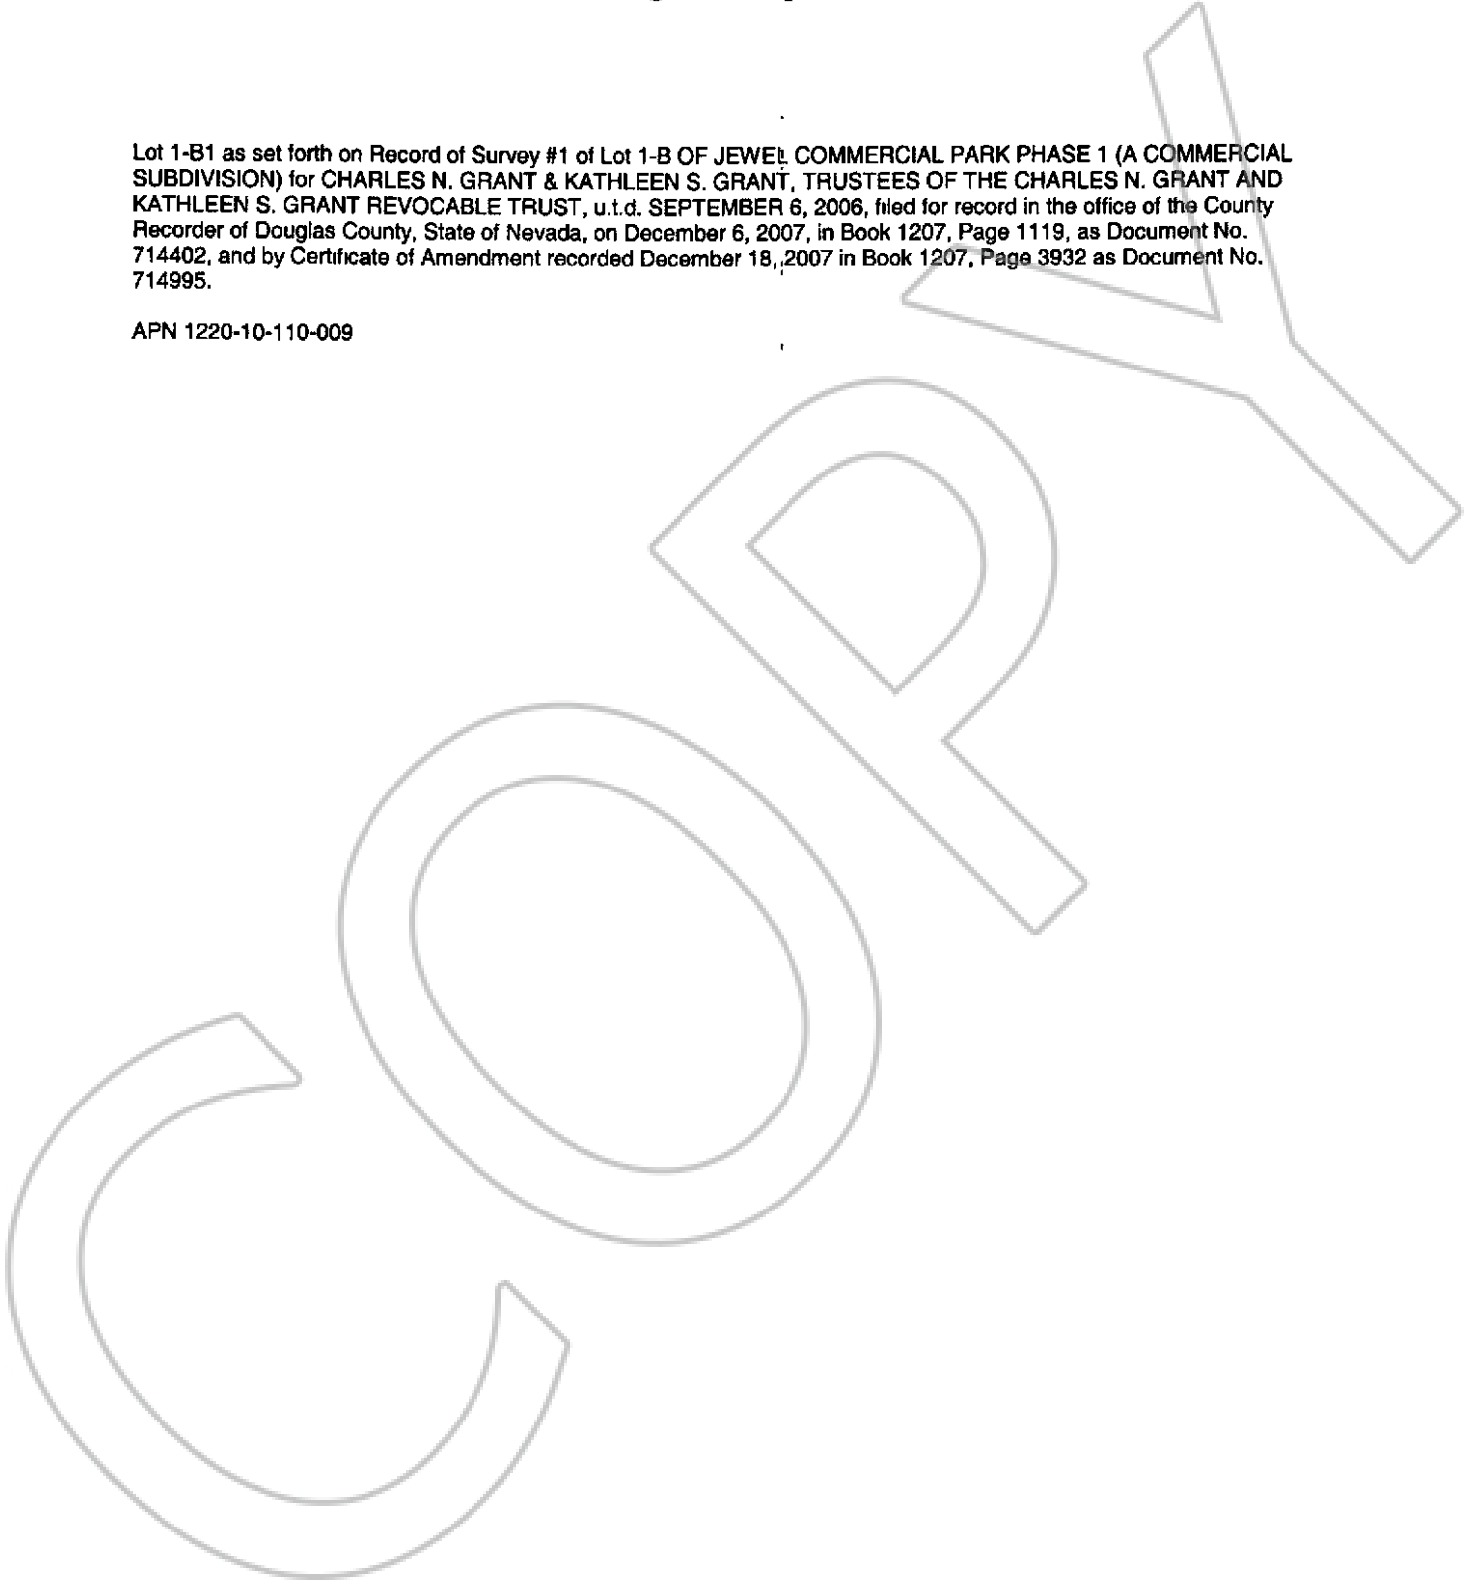 Lot 1-B1 as set forth on Record of Survey #1 of Lot 1-B OF JEWEL COMMERCIAL PARK PHASE 1 (A COMMERCIAL
SUBDIVISION) for CHARLES N. GRANT & KATHLEEN S. GRANT, TRUSTEES OF THE CHARLES N. GRANT AND
KATHLEEN S. GRANT REVOCABLE TRUST, u.t.d. SEPTEMBER 6, 2006, filed for record in the office of the County
Recorder of Douglas County, State of Nevada, on December 6, 2007, in Book 1207, Page 1119, as Document No.
714402, and by Certificate of Amendment recorded December 18, 2007 in Book 1207, Page 3932 as Document No.
714995.
APN 1220-10-110-009
COPY